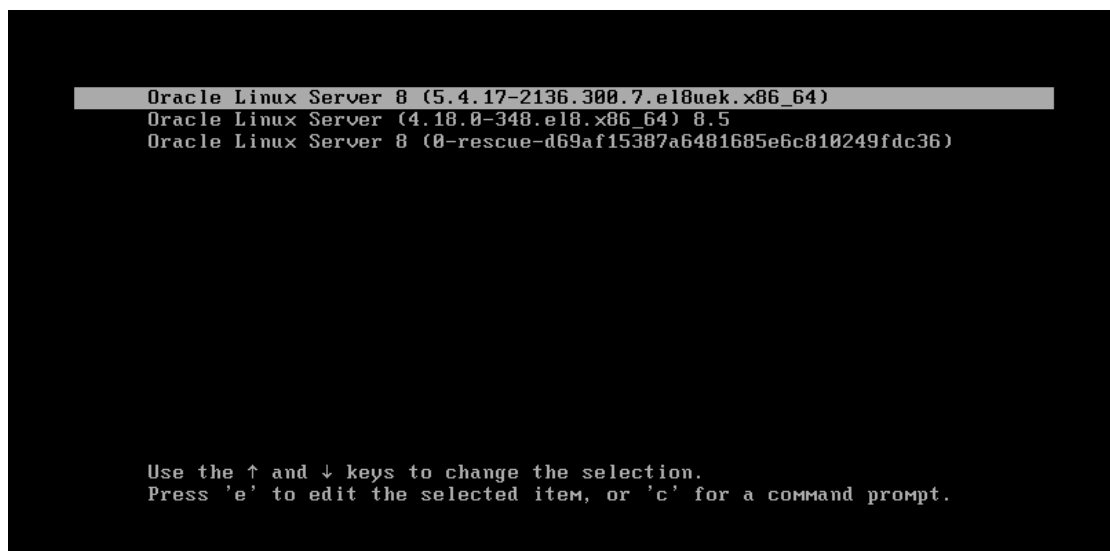 Oracle Linux Server 8 (5.4.17-2136.300.7.el8uek.x86_64)
Oracle Linux Server (4.18.0-348.el8.x86_64) 8.5
Oracle Linux Server 8 (0-rescue-d69af15387a6481685e6c810249fdc36)
Use the ↑ and ↓ keys to change the selection.
Press 'e' to edit the selected item, or 'c' for a command prompt.